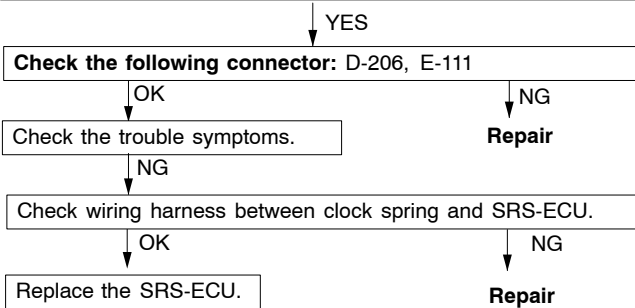 YES
Check the following connector: D-206, E-111
OK
NG
Check the trouble symptoms.
Repair
NG
Check wiring harness between clock spring and SRS-ECU.
OK
NG
Replace the SRS-ECU.
Repair